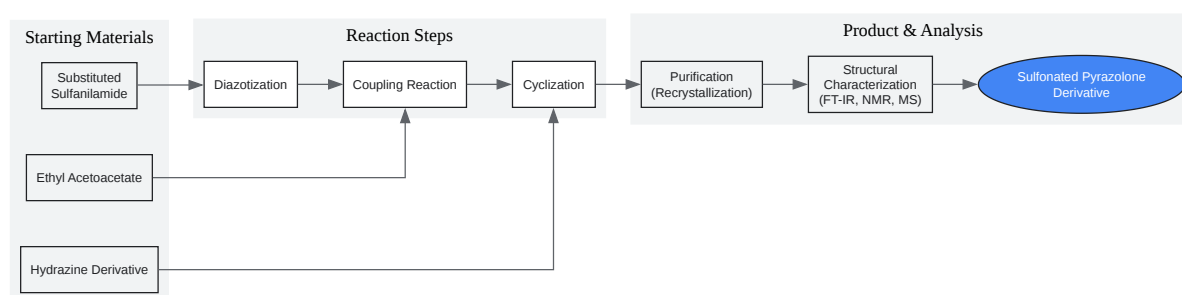 Starting Materials
Reaction Steps
Product & Analysis
Substituted
Sulfanilamide
Diazotization
Coupling Reaction
Cyclization
Purification
(Recrystallization)
Structural
Characterization
(FT-IR, NMR, MS)
Sulfonated Pyrazolone
Derivative
Ethyl Acetoacetate
Hydrazine Derivative